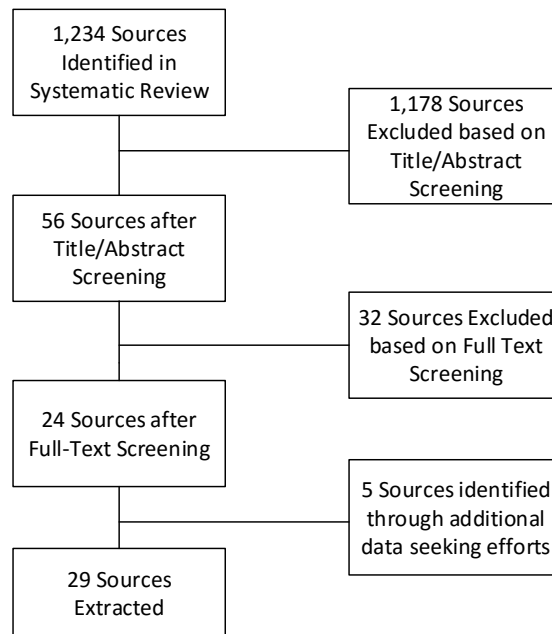 1,234 Sources
Identified in
Systematic Review
1,178 Sources
Excluded based on
Title/Abstract
Screening
56 Sources after
Title/Abstract
Screening
32 Sources Excluded
based on Full Text
Screening
24 Sources after
Full-Text Screening
5 Sources identified
through additional
data seeking efforts
29 Sources
Extracted